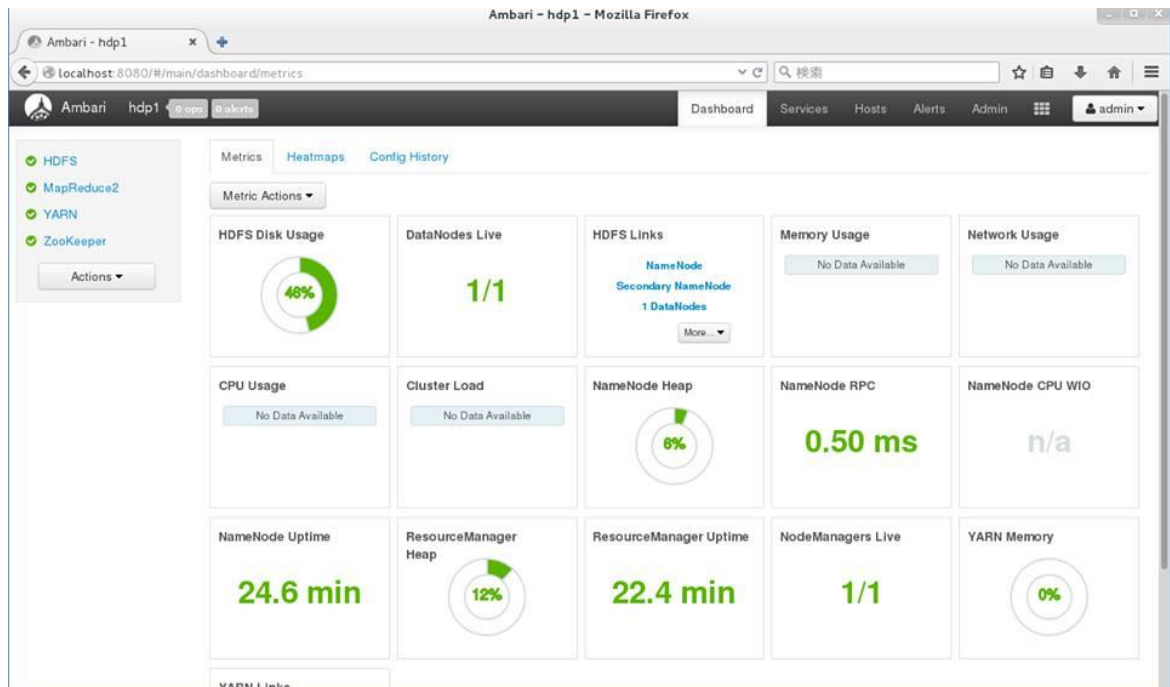 Ambari - hdp1 - Mozilla Firefox
Ambari - hdp1
localhost:8080/#/main/dashboard/metrics
検索
Ambari hdp1 0 ops 0 alerts Dashboard Services Hosts Alerts Admin admin
HDFS
MapReduce2
YARN
ZooKeeper
Actions
Metrics Heatmaps Config History
Metric Actions
HDFS Disk Usage
46%
DataNodes Live
1/1
HDFS Links
NameNode
Secondary NameNode
1 DataNodes
More...
Memory Usage
No Data Available
Network Usage
No Data Available
CPU Usage
No Data Available
Cluster Load
No Data Available
NameNode Heap
6%
NameNode RPC
0.50 ms
NameNode CPU WIO
n/a
NameNode Uptime
24.6 min
ResourceManager
Heap
12%
ResourceManager Uptime
22.4 min
NodeManagers Live
1/1
YARN Memory
0%
YARN Links